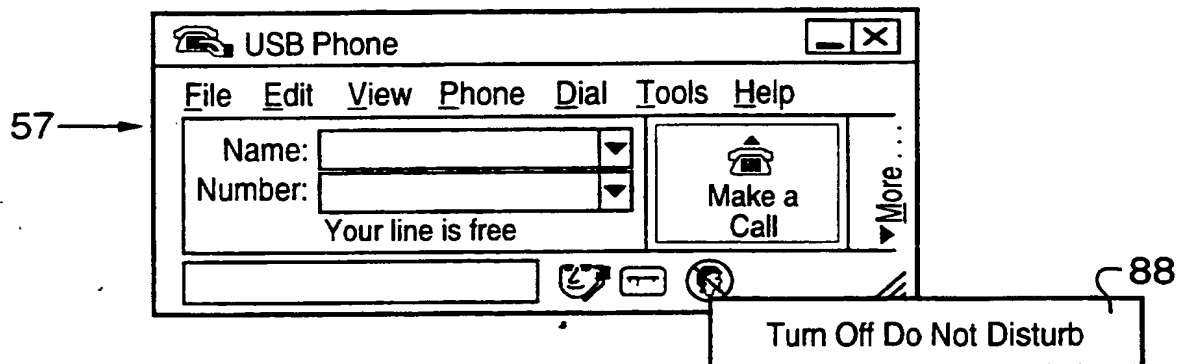 USB Phone
File Edit View Phone Dial Tools Help
57
Name:
Number:
Your line is free
Make a
Call
More...
88
Turn Off Do Not Disturb